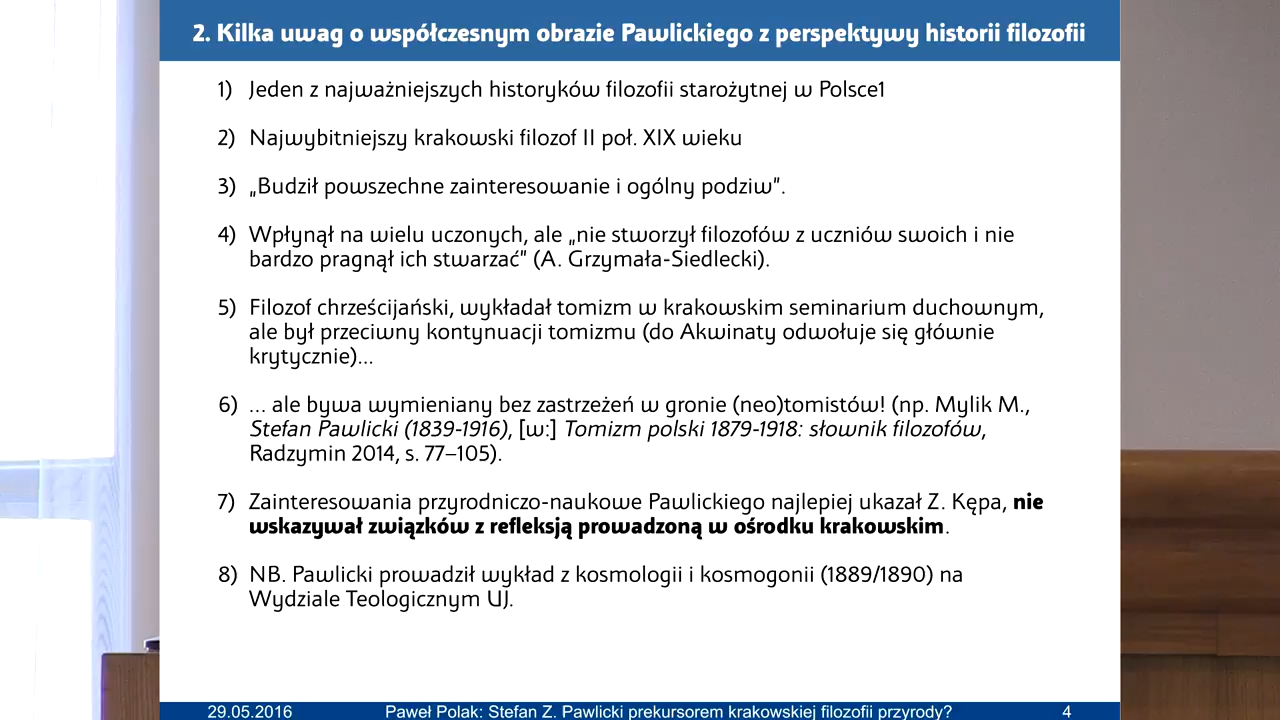 2. Kilka uwag o współczesnym obrazie Pawlickiego z perspektywy historii filozofii
1) Jeden z najważniejszych historyków filozofii starożytnej w Polsce1
2) Najwybitniejszy krakowski filozof II poł. XIX wieku
3) „Budził powszechne zainteresowanie i ogólny podziw”.
4) Wpłynął na wielu uczonych, ale „nie stworzył filozofów z uczniów swoich i nie
bardzo pragnął ich stwarzać” (A. Grzymała-Siedlecki).
5) Filozof chrześcijański, wykładał tomizm w krakowskim seminarium duchownym,
ale był przeciwny kontynuacji tomizmu (do Akwinaty odwołuje się głównie
krytycznie)...
6) ... ale bywa wymieniany bez zastrzeżeń w gronie (neo)tomistów! (np. Mylik M.,
Stefan Pawlicki (1839-1916), [w:] Tomizm polski 1879-1918: słownik filozofów,
Radzymin 2014, s. 77–105).
7) Zainteresowania przyrodniczo-naukowe Pawlickiego najlepiej ukazał Z. Kępa, nie
wskazywał związków z refleksją prowadzoną w ośrodku krakowskim.
8) NB. Pawlicki prowadził wykład z kosmologii i kosmogonii (1889/1890) na
Wydziale Teologicznym UJ.
29.05.2016 Paweł Polak: Stefan Z. Pawlicki prekursorem krakowskiej filozofii przyrody? 4